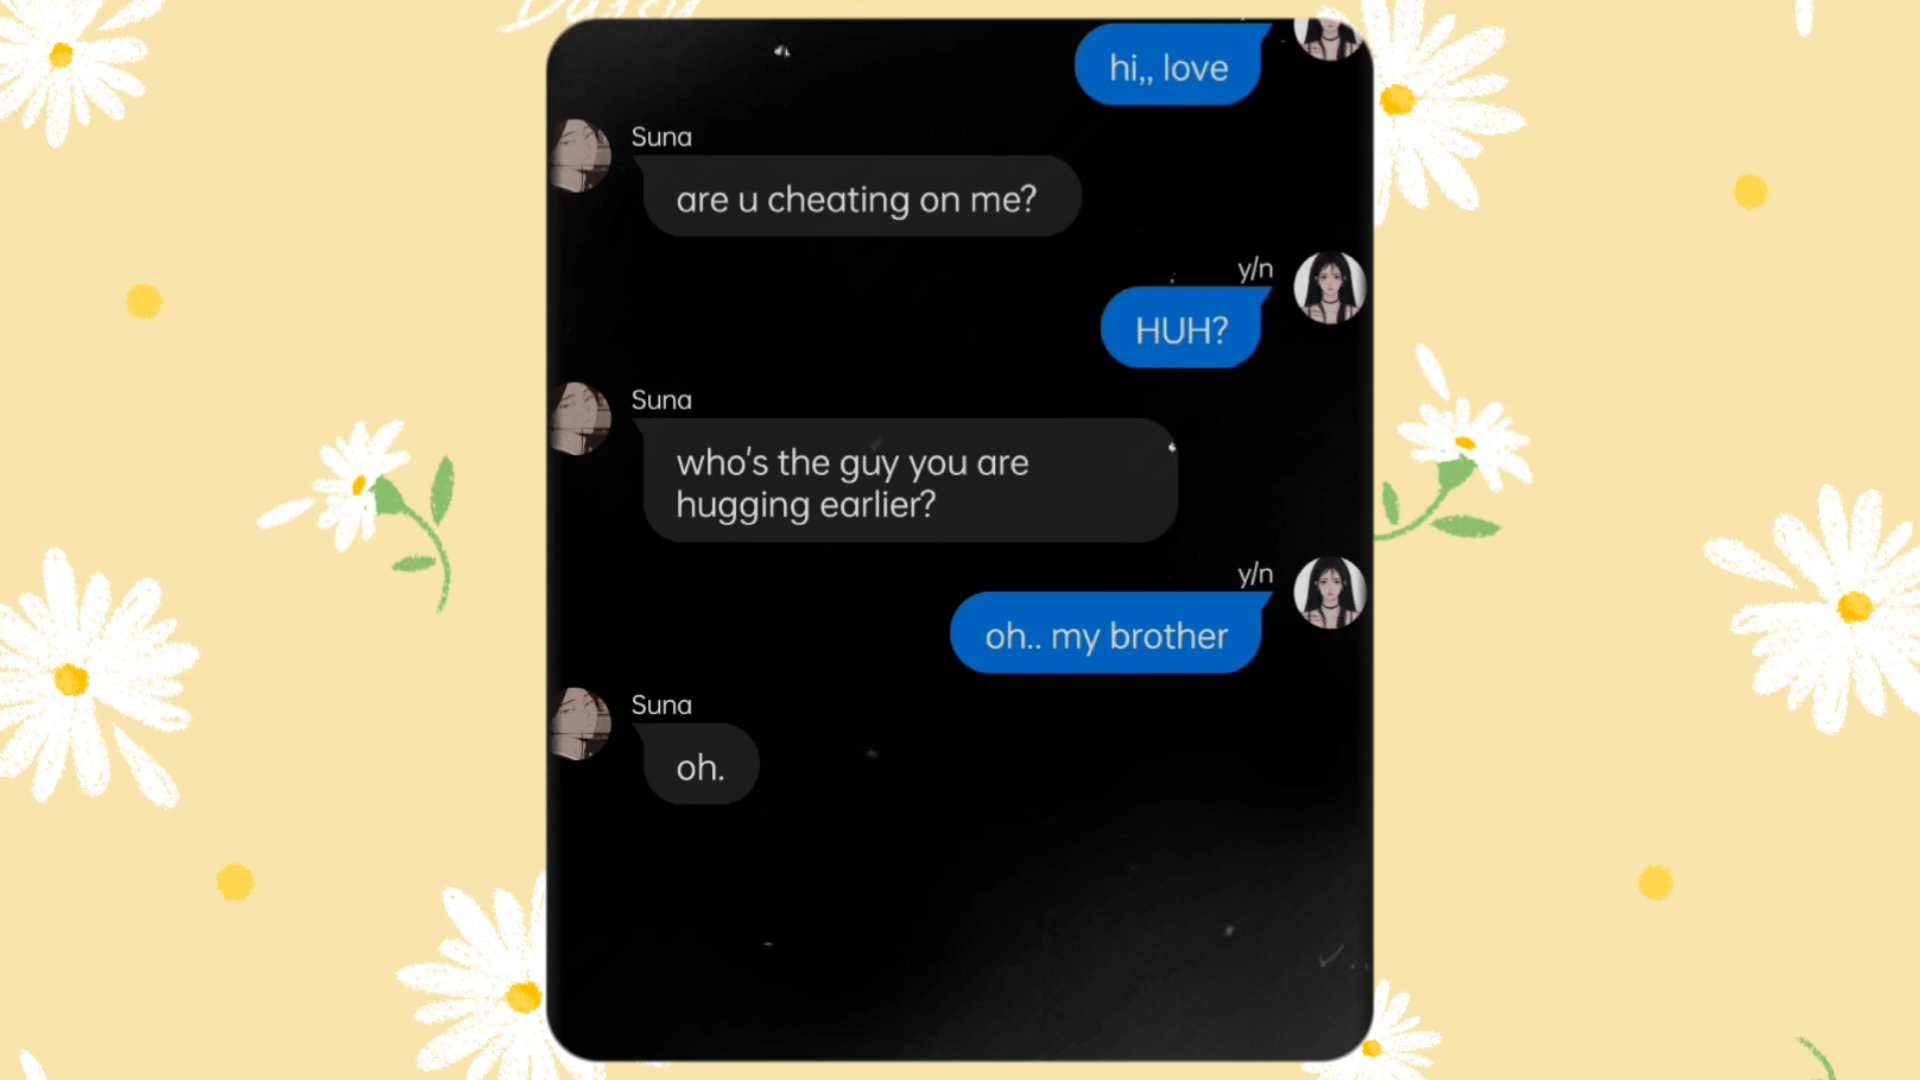 Daisy
hi,, love
Suna
are u cheating on me?
y/n
HUH?
Suna
who's the guy you are
hugging earlier?
y/n
oh.. my brother
Suna
oh.